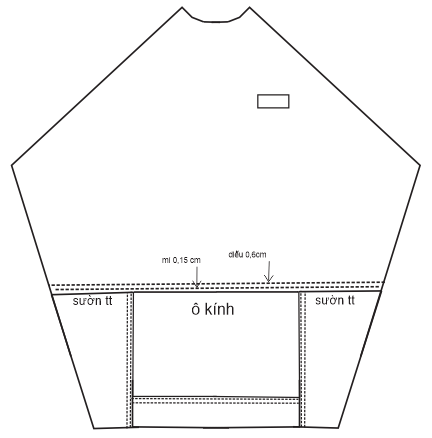 diễu 0,6cm
mí 0,15 cm
sườn tt
sườn tt
ô kính